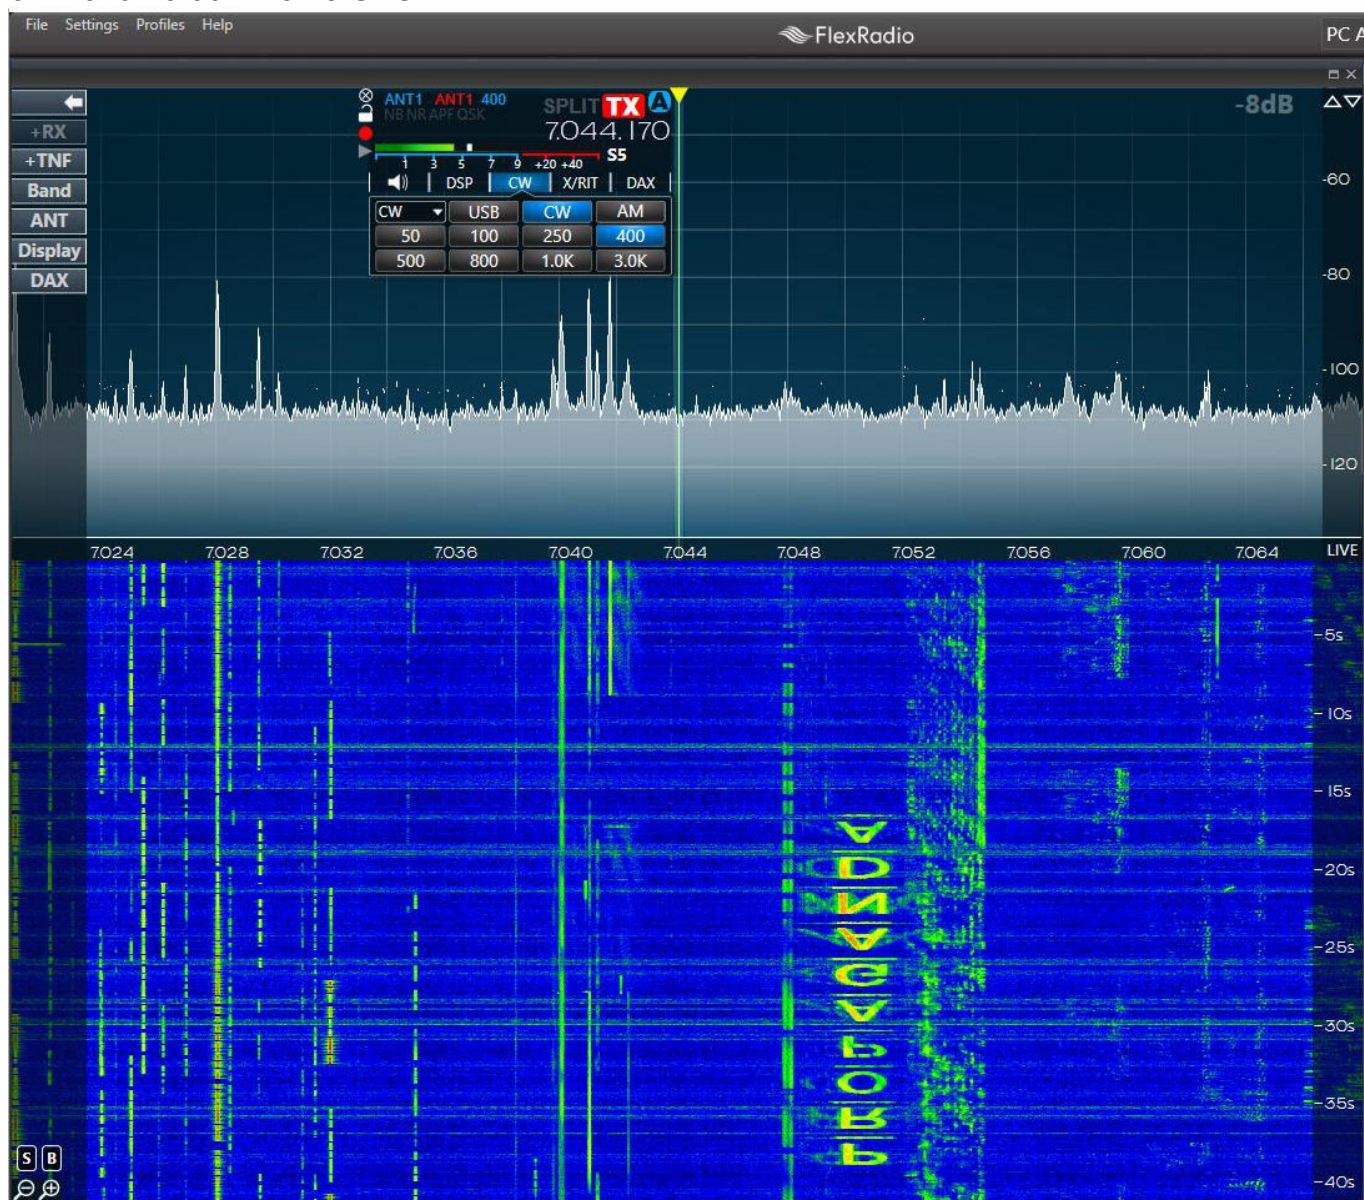 File Settings Profiles Help
FlexRadio
PC A
+RX
+TNF
Band
ANT
Display
DAX
ANT1 ANT1 400 SPLIT TX A
NB NR APF QSK
7.044.170
1 3 5 7 9 +20 +40 S5
DSP CW X/RIT DAX
CW USB CW AM
50 100 250 400
500 800 1.0K 3.0K
-8dB
-60
-80
-100
-120
7.024 7.028 7.032 7.036 7.040 7.044 7.048 7.052 7.056 7.060 7.064 LIVE
5s
10s
15s
20s
25s
30s
35s
40s
PROPAGANDA
S B